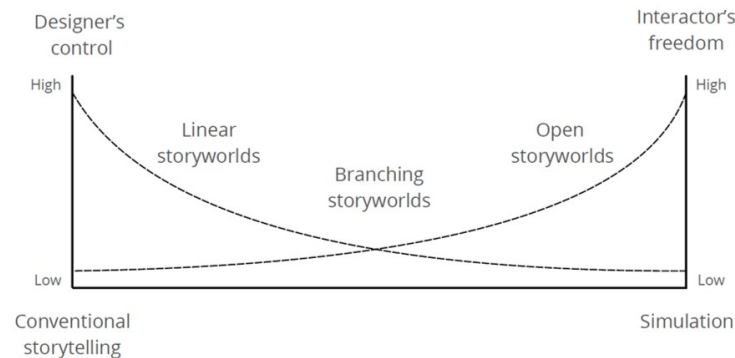 Designer's
control
Interactor's
freedom
High
High
Linear
storyworlds
Open
storyworlds
Branching
storyworlds
Low
Low
Conventional
storytelling
Simulation